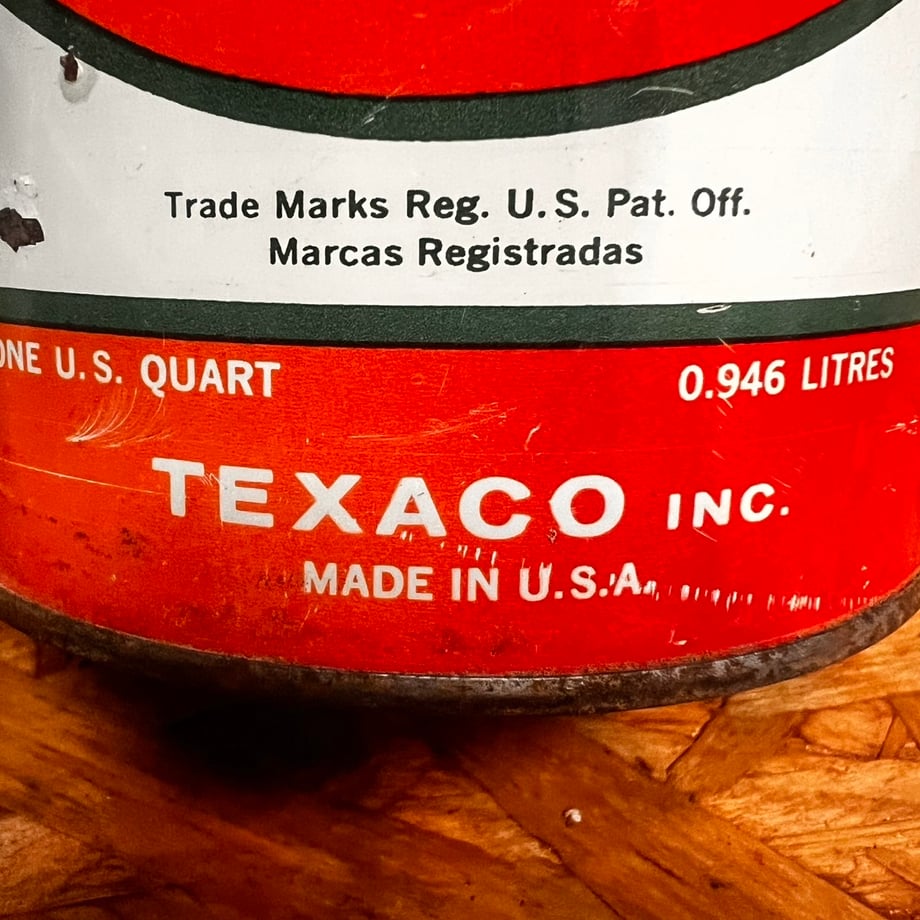 Trade Marks Reg. U.S. Pat. Off.
Marcas Registradas
ONE U.S. QUART 0.946 LITRES
TEXACO INC.
MADE IN U.S.A.